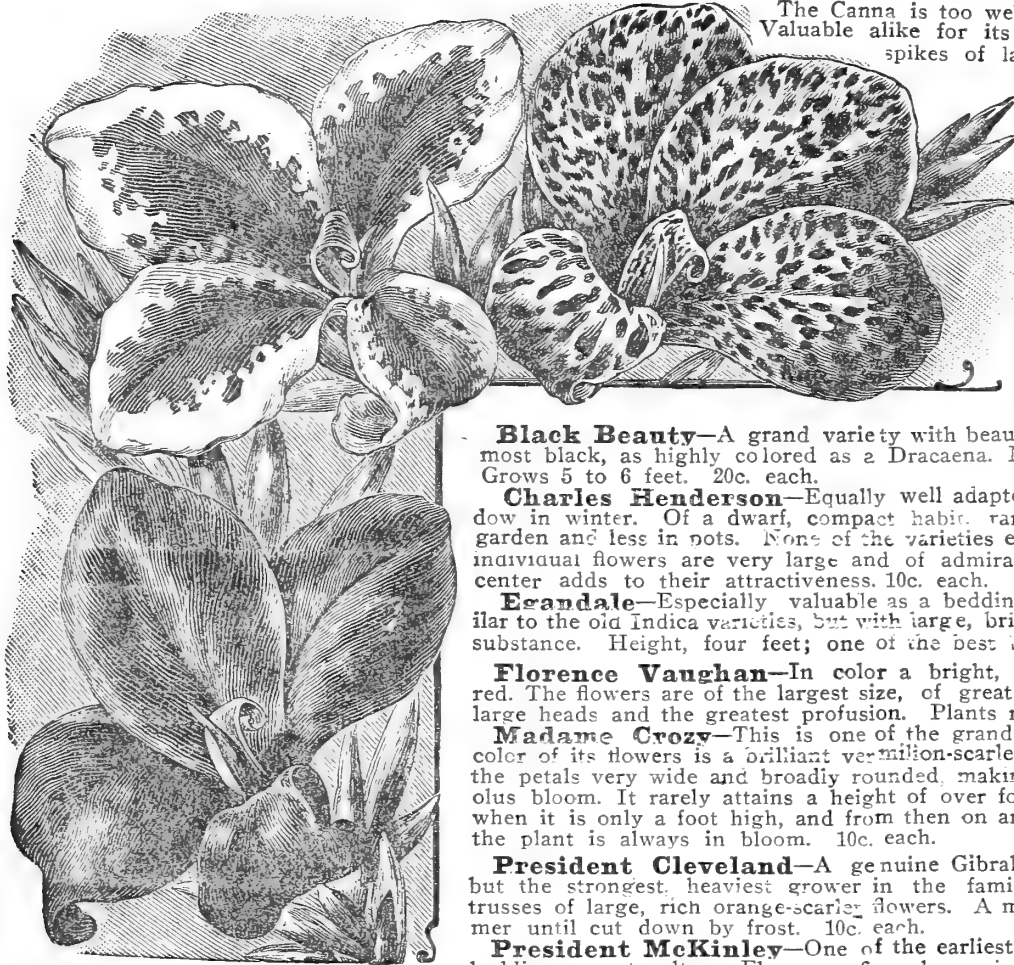 The Canna is too we
Valuable alike for its
spikes of la
Black Beauty—A grand variety with beau
most black, as highly colored as a Dracaena.
Grows 5 to 6 feet. 20c. each.
Charles Henderson—Equally well adapte
dow in winter. Of a dwarf, compact habit. ran
garden and less in pots. None of the varieties e
individual flowers are very large and of admira
center adds to their attractiveness. 10c. each.
Egandale—Especially valuable as a beddin
ilar to the old Indica varieties, but with large, bri
substance. Height, four feet; one of the best
Florence Vaughan—In color a bright,
red. The flowers are of the largest size, of great
large heads and the greatest profusion. Plants
Madame Crozy—This is one of the grand
color of its flowers is a brilliant vermilion-scarle
the petals very wide and broadly rounded, makin
olus bloom. It rarely attains a height of over fo
when it is only a foot high, and from then on an
the plant is always in bloom. 10c. each.
President Cleveland—A genuine Gibral
but the strongest, heaviest grower in the fami
trusses of large, rich orange-scarlet flowers. A m
mer until cut down by frost. 10c. each.
President McKinley—One of the earliest